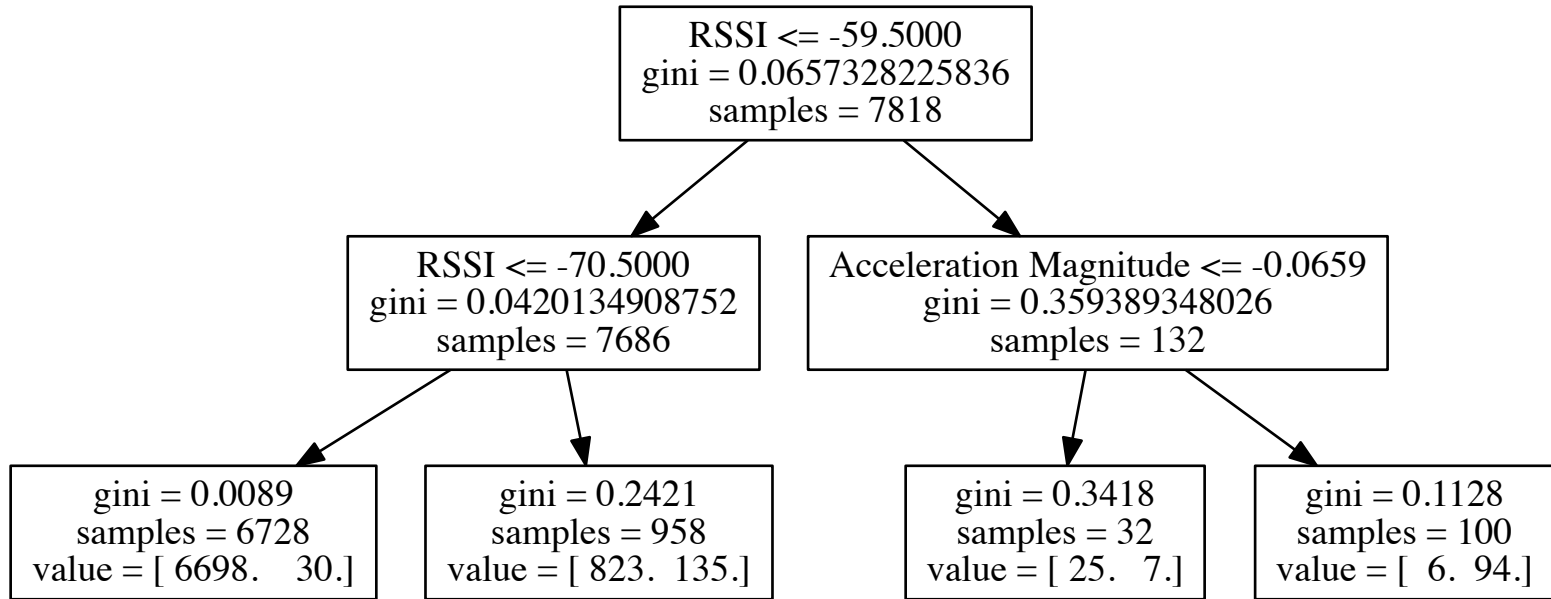 RSSI <= -59.5000
gini = 0.0657328225836
samples = 7818
RSSI <= -70.5000
gini = 0.0420134908752
samples = 7686
Acceleration Magnitude <= -0.0659
gini = 0.359389348026
samples = 132
gini = 0.0089
samples = 6728
value = [ 6698.    30.]
gini = 0.2421
samples = 958
value = [ 823.  135.]
gini = 0.3418
samples = 32
value = [ 25.   7.]
gini = 0.1128
samples = 100
value = [  6.  94.]